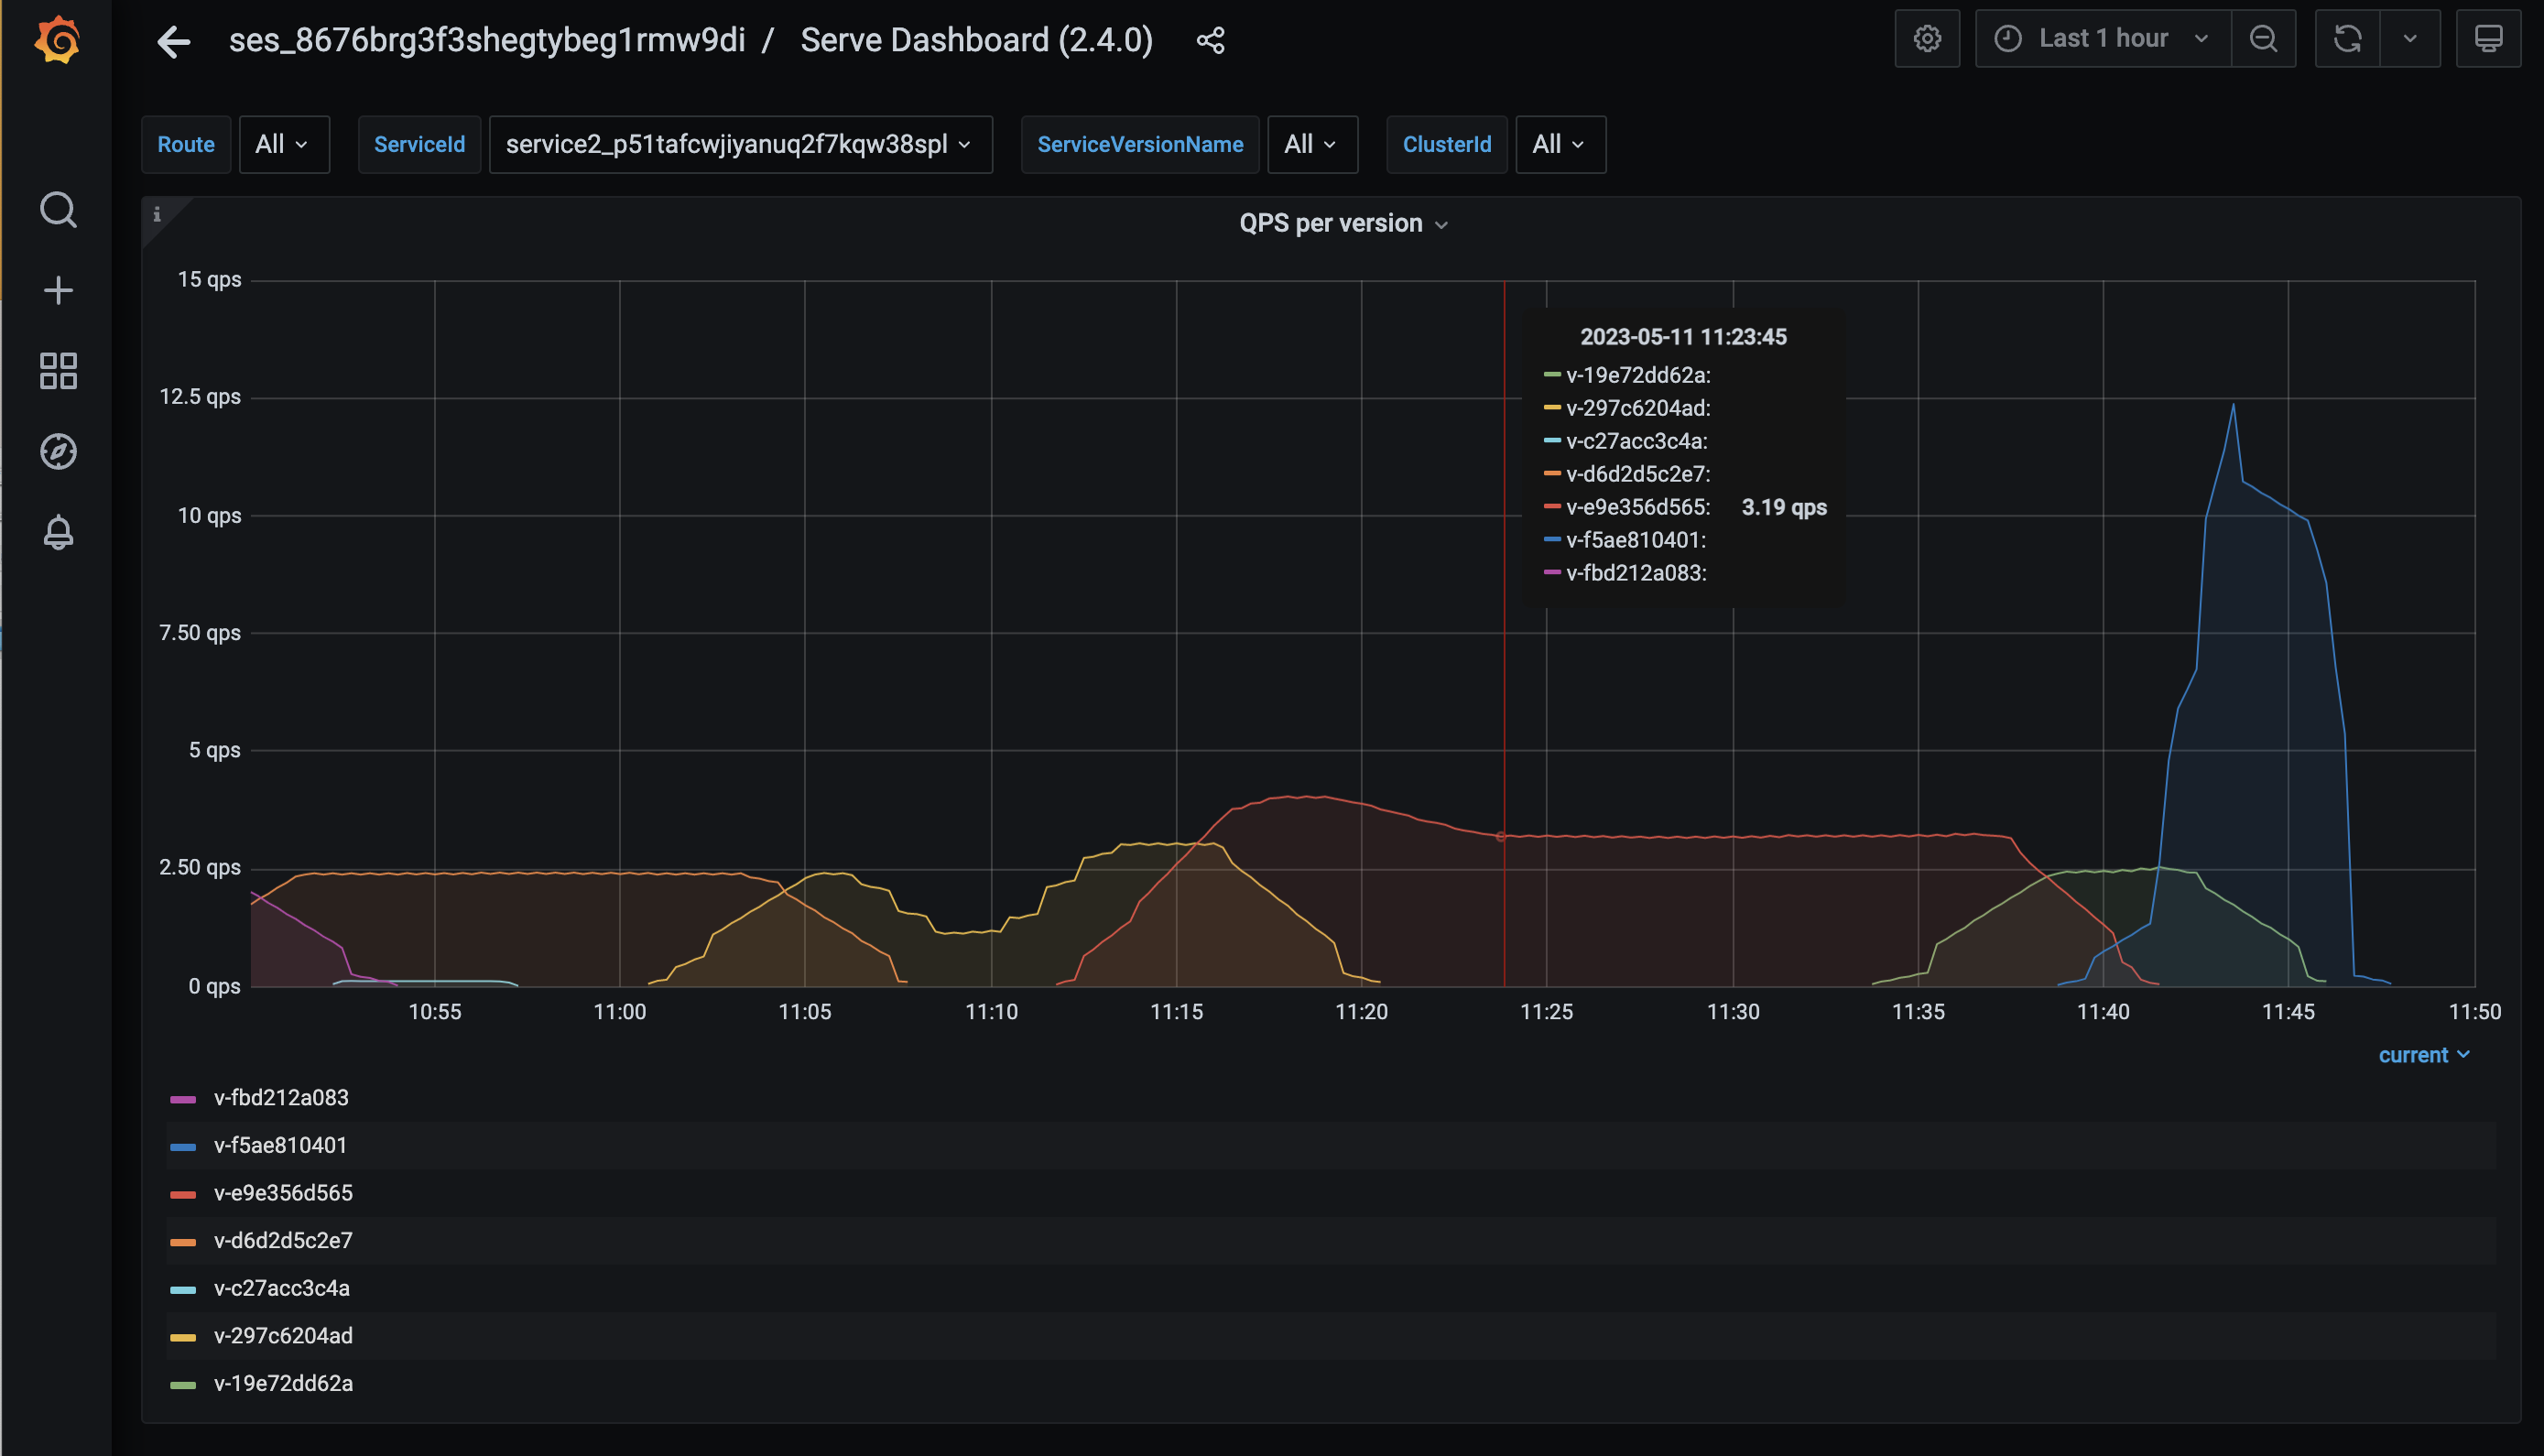 ses_8676brg3f3shegtybeg1rmw9di / Serve Dashboard (2.4.0)
Last 1 hour
Route All ServiceId service2_p51tafcwjiyanuq2f7kqw38spl ServiceVersionName All ClusterId All
i
QPS per version
15 qps
12.5 qps
10 qps
7.50 qps
5 qps
2.50 qps
0 qps
2023-05-11 11:23:45
v-19e72dd62a:
v-297c6204ad:
v-c27acc3c4a:
v-d6d2d5c2e7:
v-e9e356d565: 3.19 qps
v-f5ae810401:
v-fbd212a083:
10:55 11:00 11:05 11:10 11:15 11:20 11:25 11:30 11:35 11:40 11:45 11:50
current
v-fbd212a083
v-f5ae810401
v-e9e356d565
v-d6d2d5c2e7
v-c27acc3c4a
v-297c6204ad
v-19e72dd62a